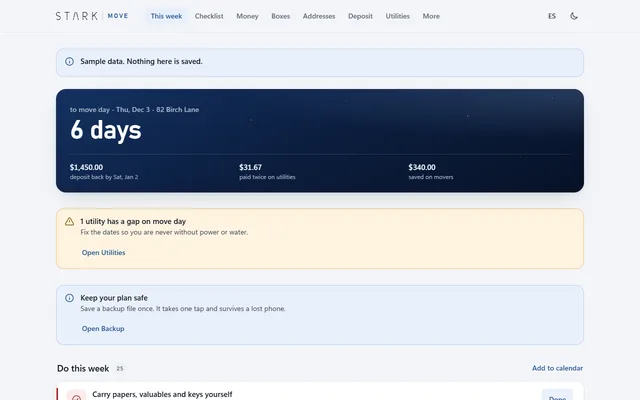 STARK MOVE
This week Checklist Money Boxes Addresses Deposit Utilities More ES
Sample data. Nothing here is saved.
to move day · Thu, Dec 3 · 82 Birch Lane
6 days
$1,450.00 $31.67 $340.00
deposit back by Sat, Jan 2 paid twice on utilities saved on movers
1 utility has a gap on move day
Fix the dates so you are never without power or water.
Open Utilities
Keep your plan safe
Save a backup file once. It takes one tap and survives a lost phone.
Open Backup
Do this week 25 Add to calendar
Carry papers, valuables and keys yourself
Done